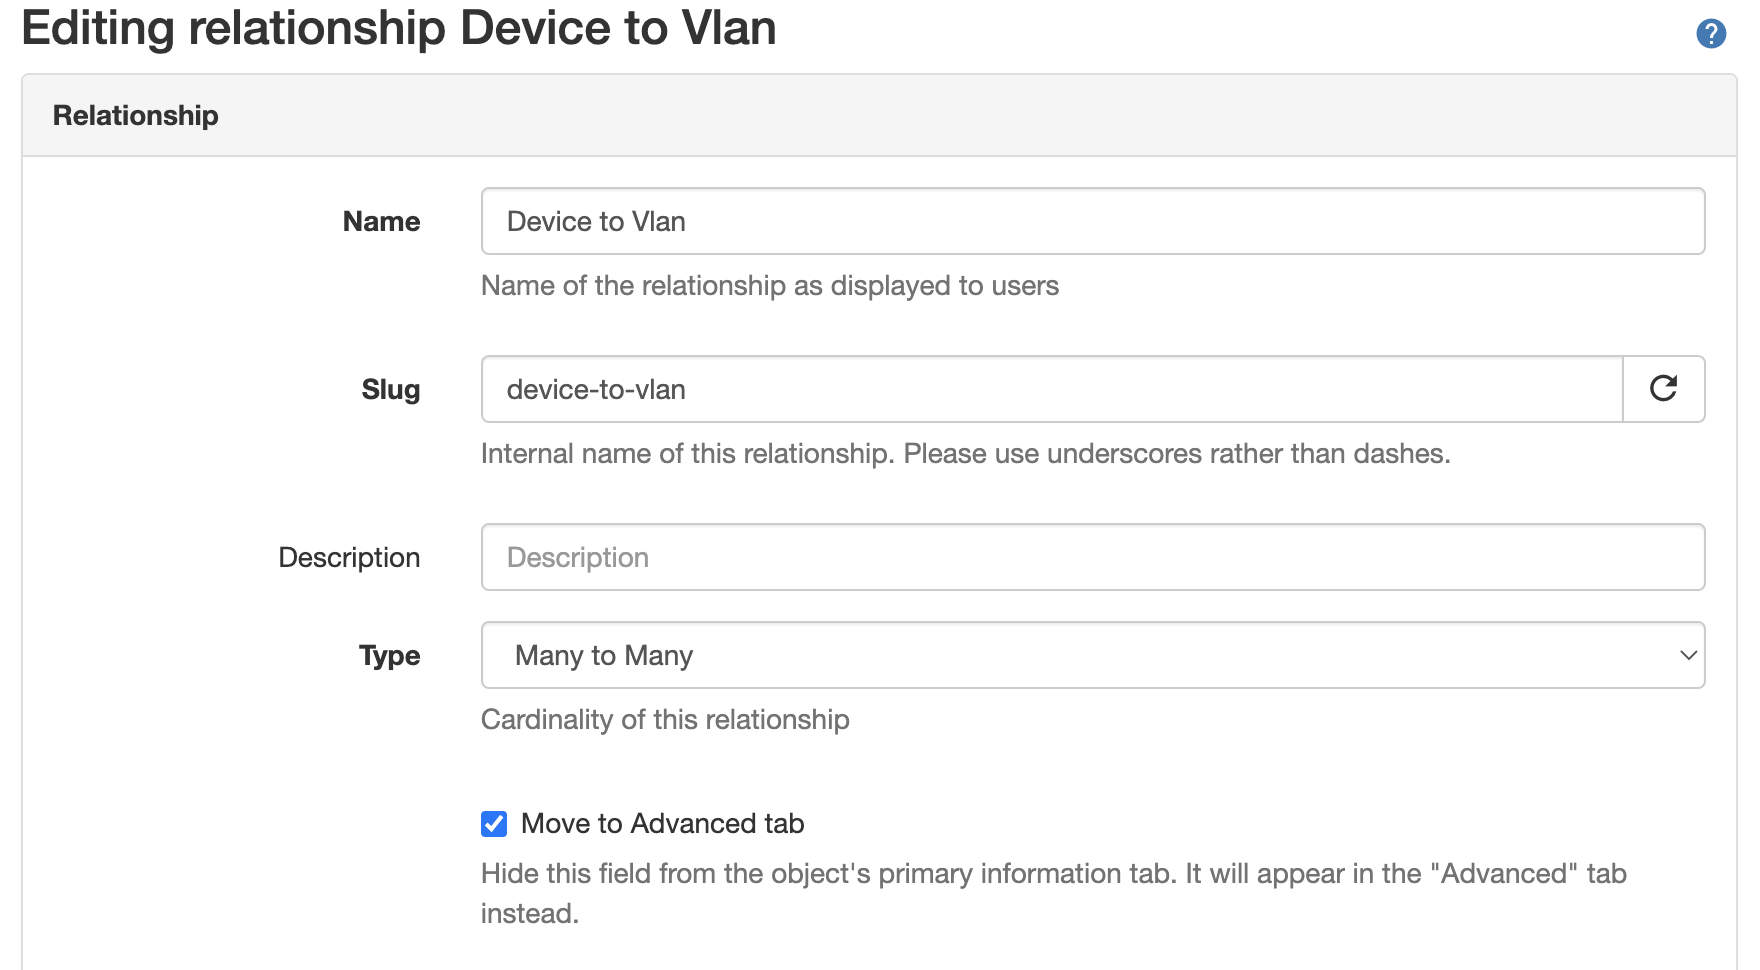 Editing relationship Device to Vlan
?
Relationship
Name
Device to Vlan
Name of the relationship as displayed to users
Slug
device-to-vlan
Internal name of this relationship. Please use underscores rather than dashes.
Description
Description
Type
Many to Many
Cardinality of this relationship
Move to Advanced tab
Hide this field from the object's primary information tab. It will appear in the "Advanced" tab
instead.